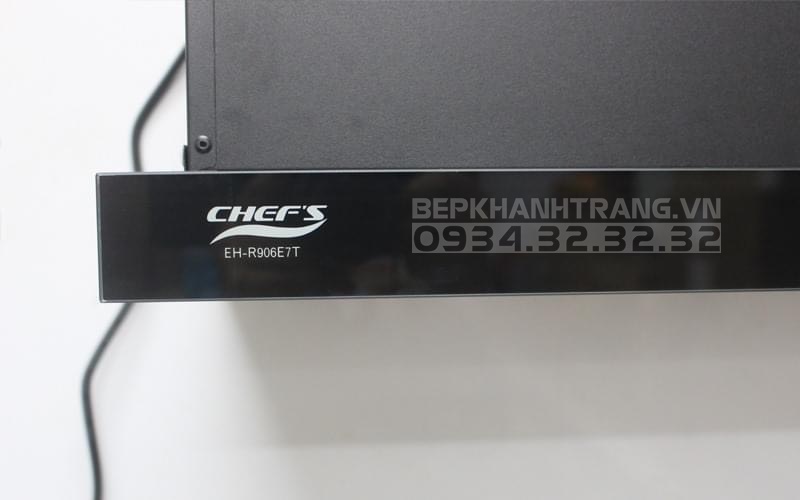 CHEF'S
EH-R906E7T
BEPKHANHTRANG.VN
0934.32.32.32